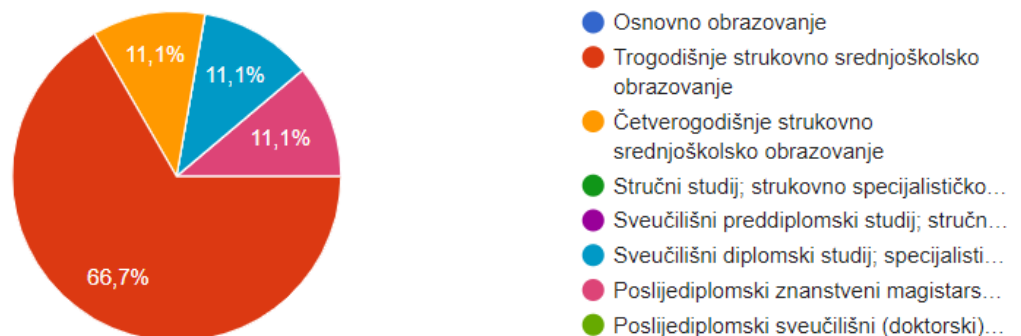 11,1%
11,1%
11,1%
66,7%
Osnovno obrazovanje
Trogodišnje strukovno srednjoškolsko
obrazovanje
Četverogodišnje strukovno
srednjoškolsko obrazovanje
Stručni studij; strukovno specijalističko...
Sveučilišni preddiplomski studij; stručn...
Sveučilišni diplomski studij; specijalisti...
Poslijediplomski znanstveni magistars...
Poslijediplomski sveučilišni (doktorski)...